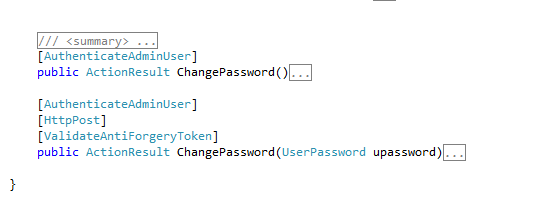 /// <summary> ...
[AuthenticateAdminUser]
public ActionResult ChangePassword()...
[AuthenticateAdminUser]
[HttpPost]
[ValidateAntiForgeryToken]
public ActionResult ChangePassword(UserPassword upassword)...
}